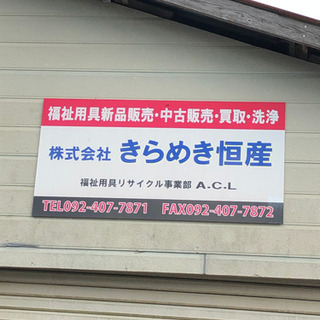 福祉用具新品販売・中古販売・買取・洗浄
株式会社 きらめき恒産
福祉用具リサイクル事業部 A.C.L
TEL092-407-7871 FAX092-407-7872